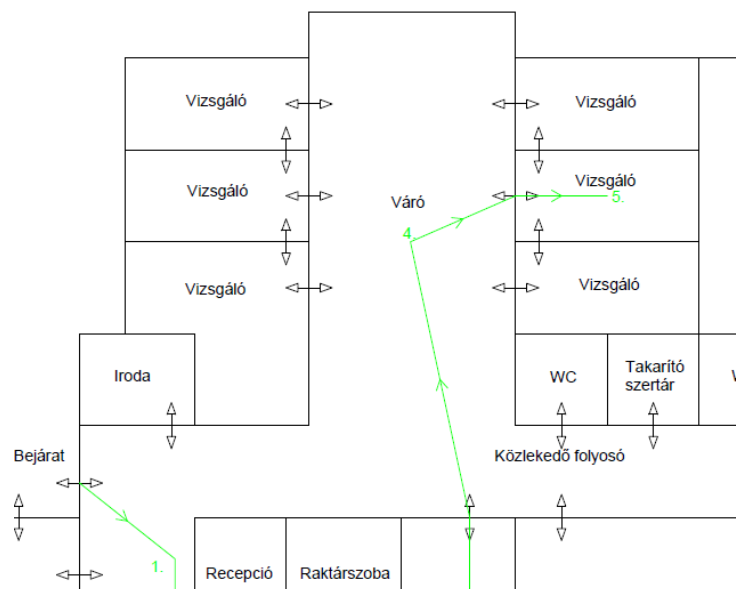 Vizsgáló
Vizsgáló
Vizsgáló
Vizsgáló
Váró
4.
5.
Vizsgáló
Vizsgáló
Iroda
WC
Takarító
szertár
Bejárat
Közlekedő folyosó
1.
Recepció
Raktárszoba